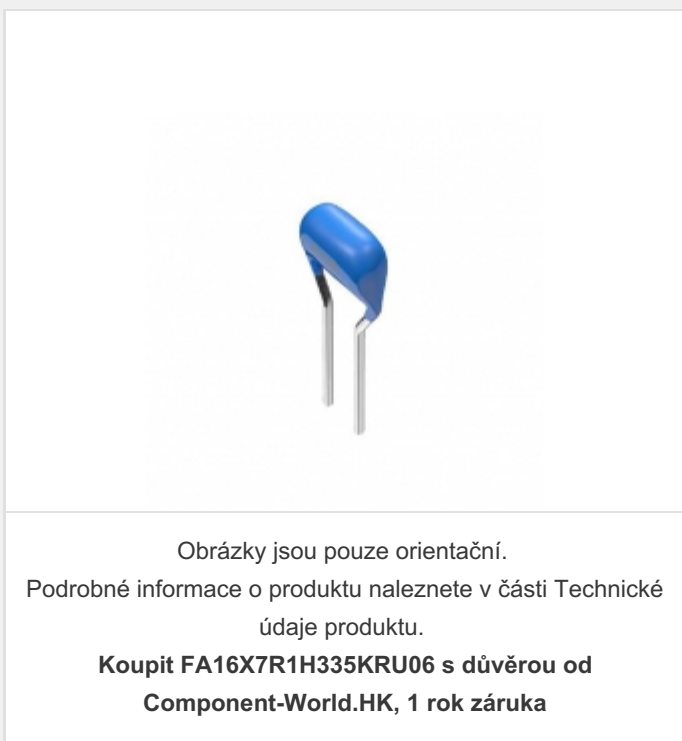 Obrázky jsou pouze orientační.
Podrobné informace o produktu naleznete v části Technické
údaje produktu.
Koupit FA16X7R1H335KRU06 s důvěrou od
Component-World.HK, 1 rok záruka